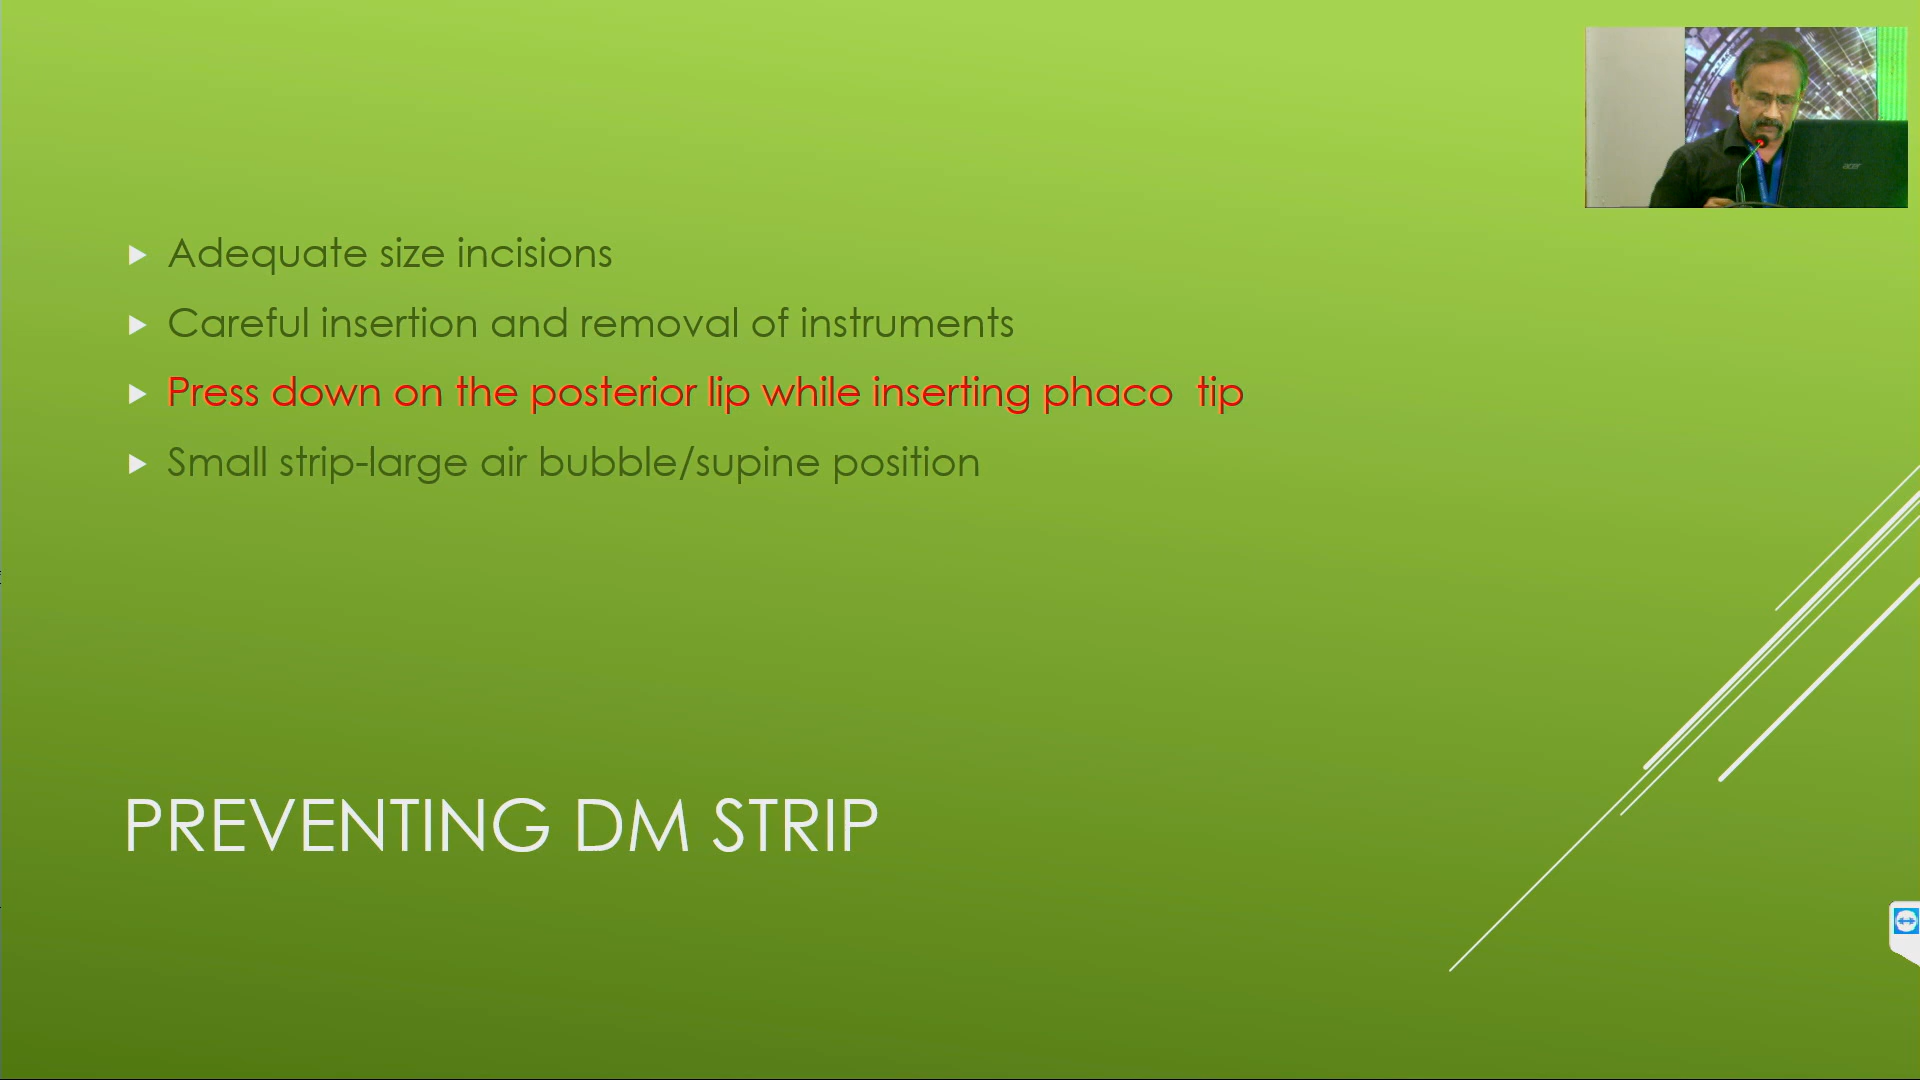 acer
Adequate size incisions
Careful insertion and removal of instruments
Press down on the posterior lip while inserting phaco  tip
Small strip-large air bubble/supine position
PREVENTING DM STRIP